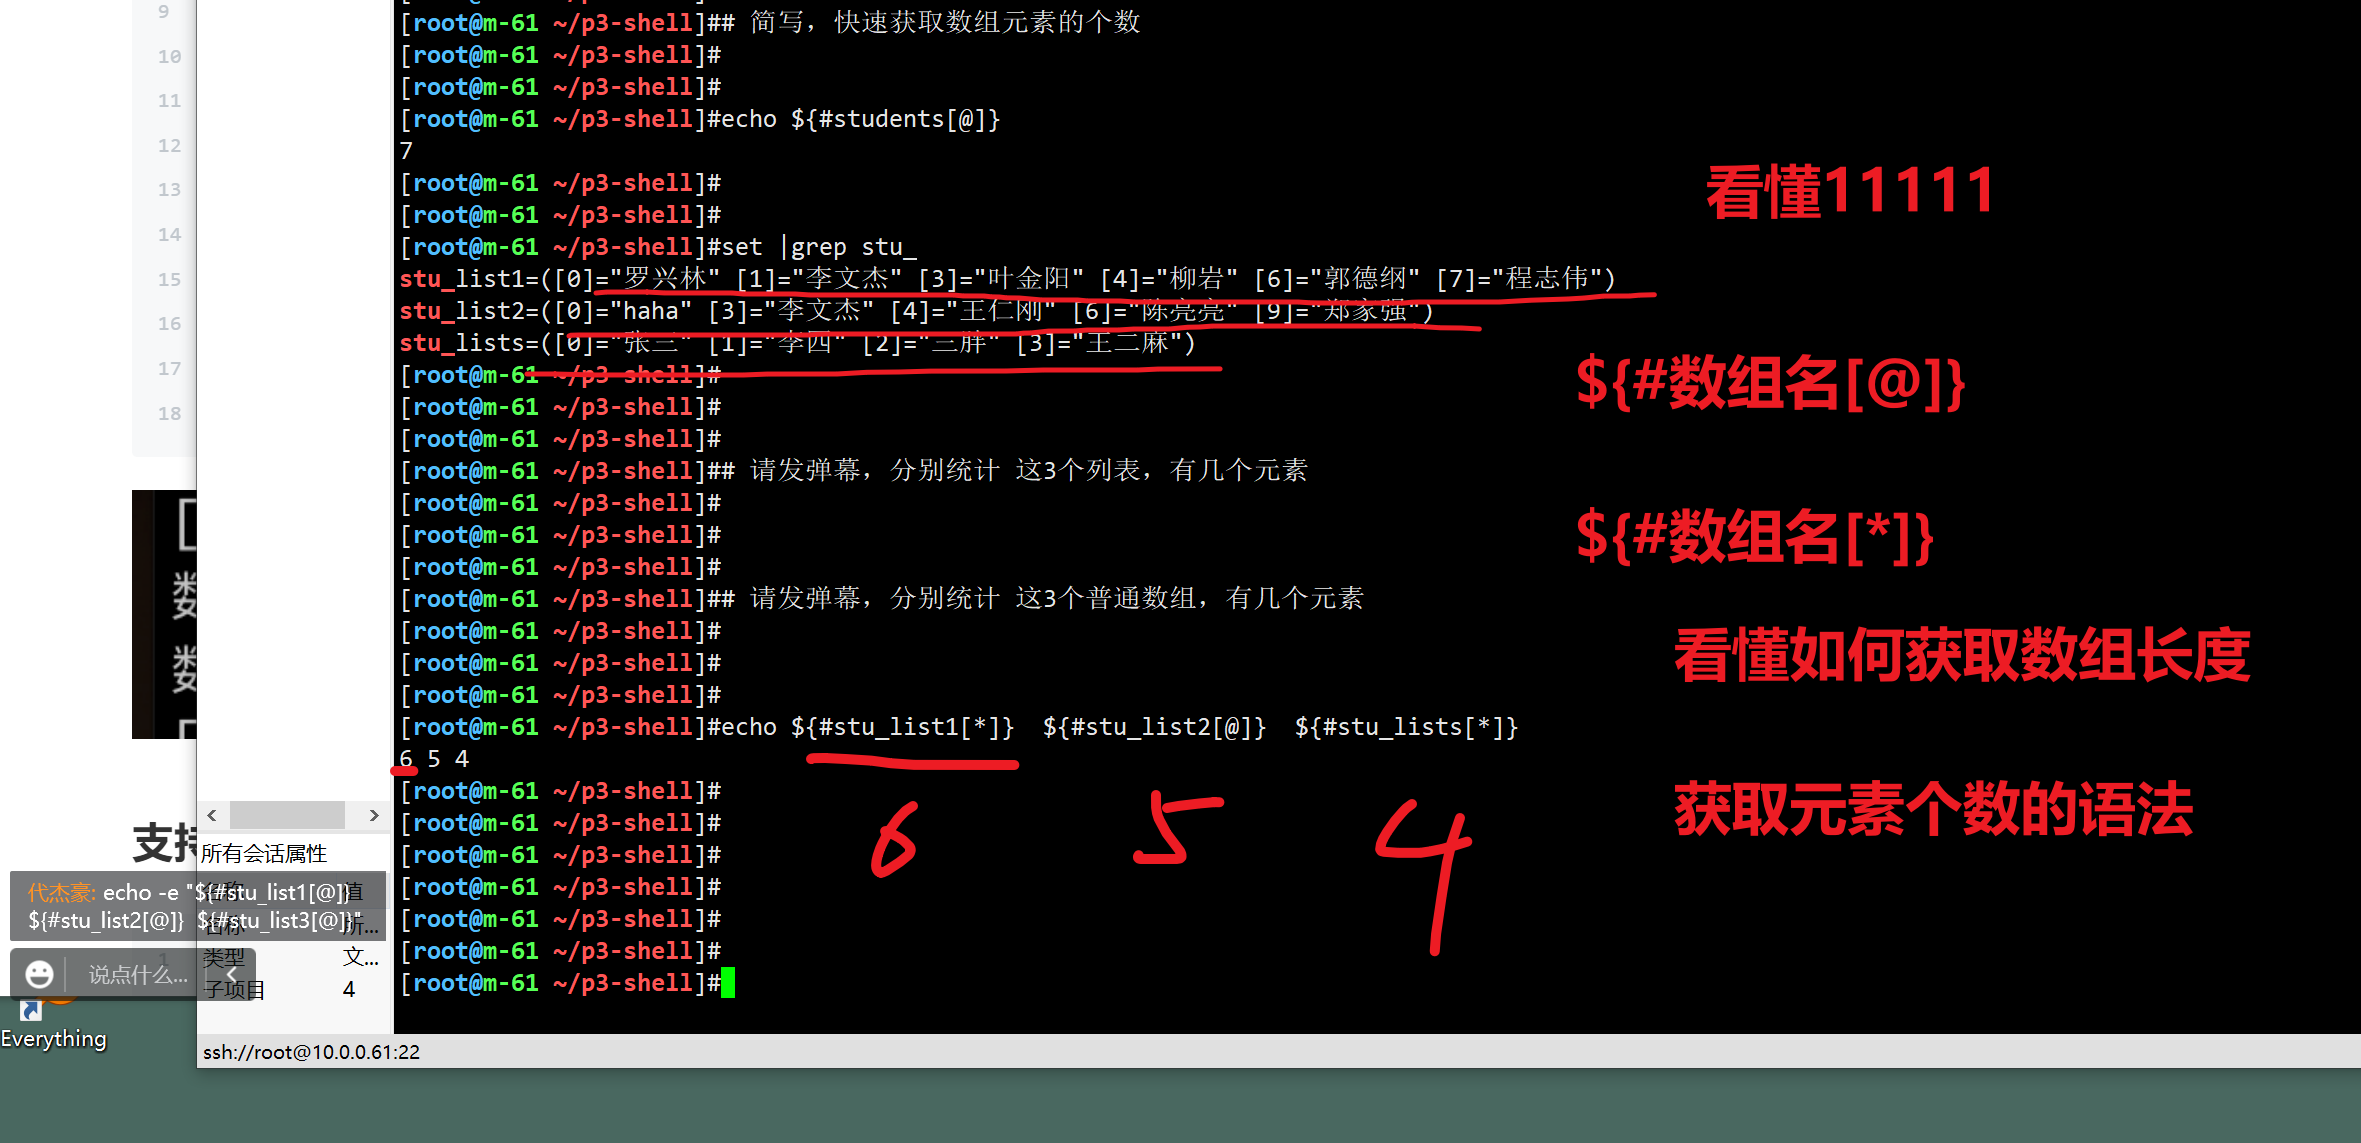 9
10
11
12
13
14
15
16
17
18
数
数
支持
[root@m-61 ~/p3-shell]## 简写，快速获取数组元素的个数
[root@m-61 ~/p3-shell]#
[root@m-61 ~/p3-shell]#
[root@m-61 ~/p3-shell]#echo ${#students[@]}
7
[root@m-61 ~/p3-shell]#
[root@m-61 ~/p3-shell]#
[root@m-61 ~/p3-shell]#set |grep stu_
stu_list1=([0]="罗兴林" [1]="李文杰" [3]="叶金阳" [4]="柳岩" [6]="郭德纲" [7]="程志伟")
stu_list2=([0]="haha" [3]="李文杰" [4]="王仁刚" [6]="陈亮亮" [9]="郑家强")
stu_lists=([0]="张三" [1]="李四" [2]="三胖" [3]="王二麻")
[root@m-61 ~/p3-shell]#
[root@m-61 ~/p3-shell]#
[root@m-61 ~/p3-shell]#
[root@m-61 ~/p3-shell]## 请发弹幕，分别统计 这3个列表，有几个元素
[root@m-61 ~/p3-shell]#
[root@m-61 ~/p3-shell]#
[root@m-61 ~/p3-shell]#
[root@m-61 ~/p3-shell]## 请发弹幕，分别统计 这3个普通数组，有几个元素
[root@m-61 ~/p3-shell]#
[root@m-61 ~/p3-shell]#
[root@m-61 ~/p3-shell]#
[root@m-61 ~/p3-shell]#echo ${#stu_list1[*]}  ${#stu_list2[@]}  ${#stu_lists[*]}
6 5 4
[root@m-61 ~/p3-shell]#
[root@m-61 ~/p3-shell]#
[root@m-61 ~/p3-shell]#
[root@m-61 ~/p3-shell]#
[root@m-61 ~/p3-shell]#
[root@m-61 ~/p3-shell]#
[root@m-61 ~/p3-shell]#
看懂11111
${#数组名[@]}
${#数组名[*]}
看懂如何获取数组长度
获取元素个数的语法
6 5 4
所有会话属性
名称 值
名称 所...
类型 文...
子项目 4
代杰豪: echo -e "${#stu_list1[@]}
${#stu_list2[@]}  ${#stu_list3[@]}"
1
说点什么...
Everything
ssh://root@10.0.0.61:22